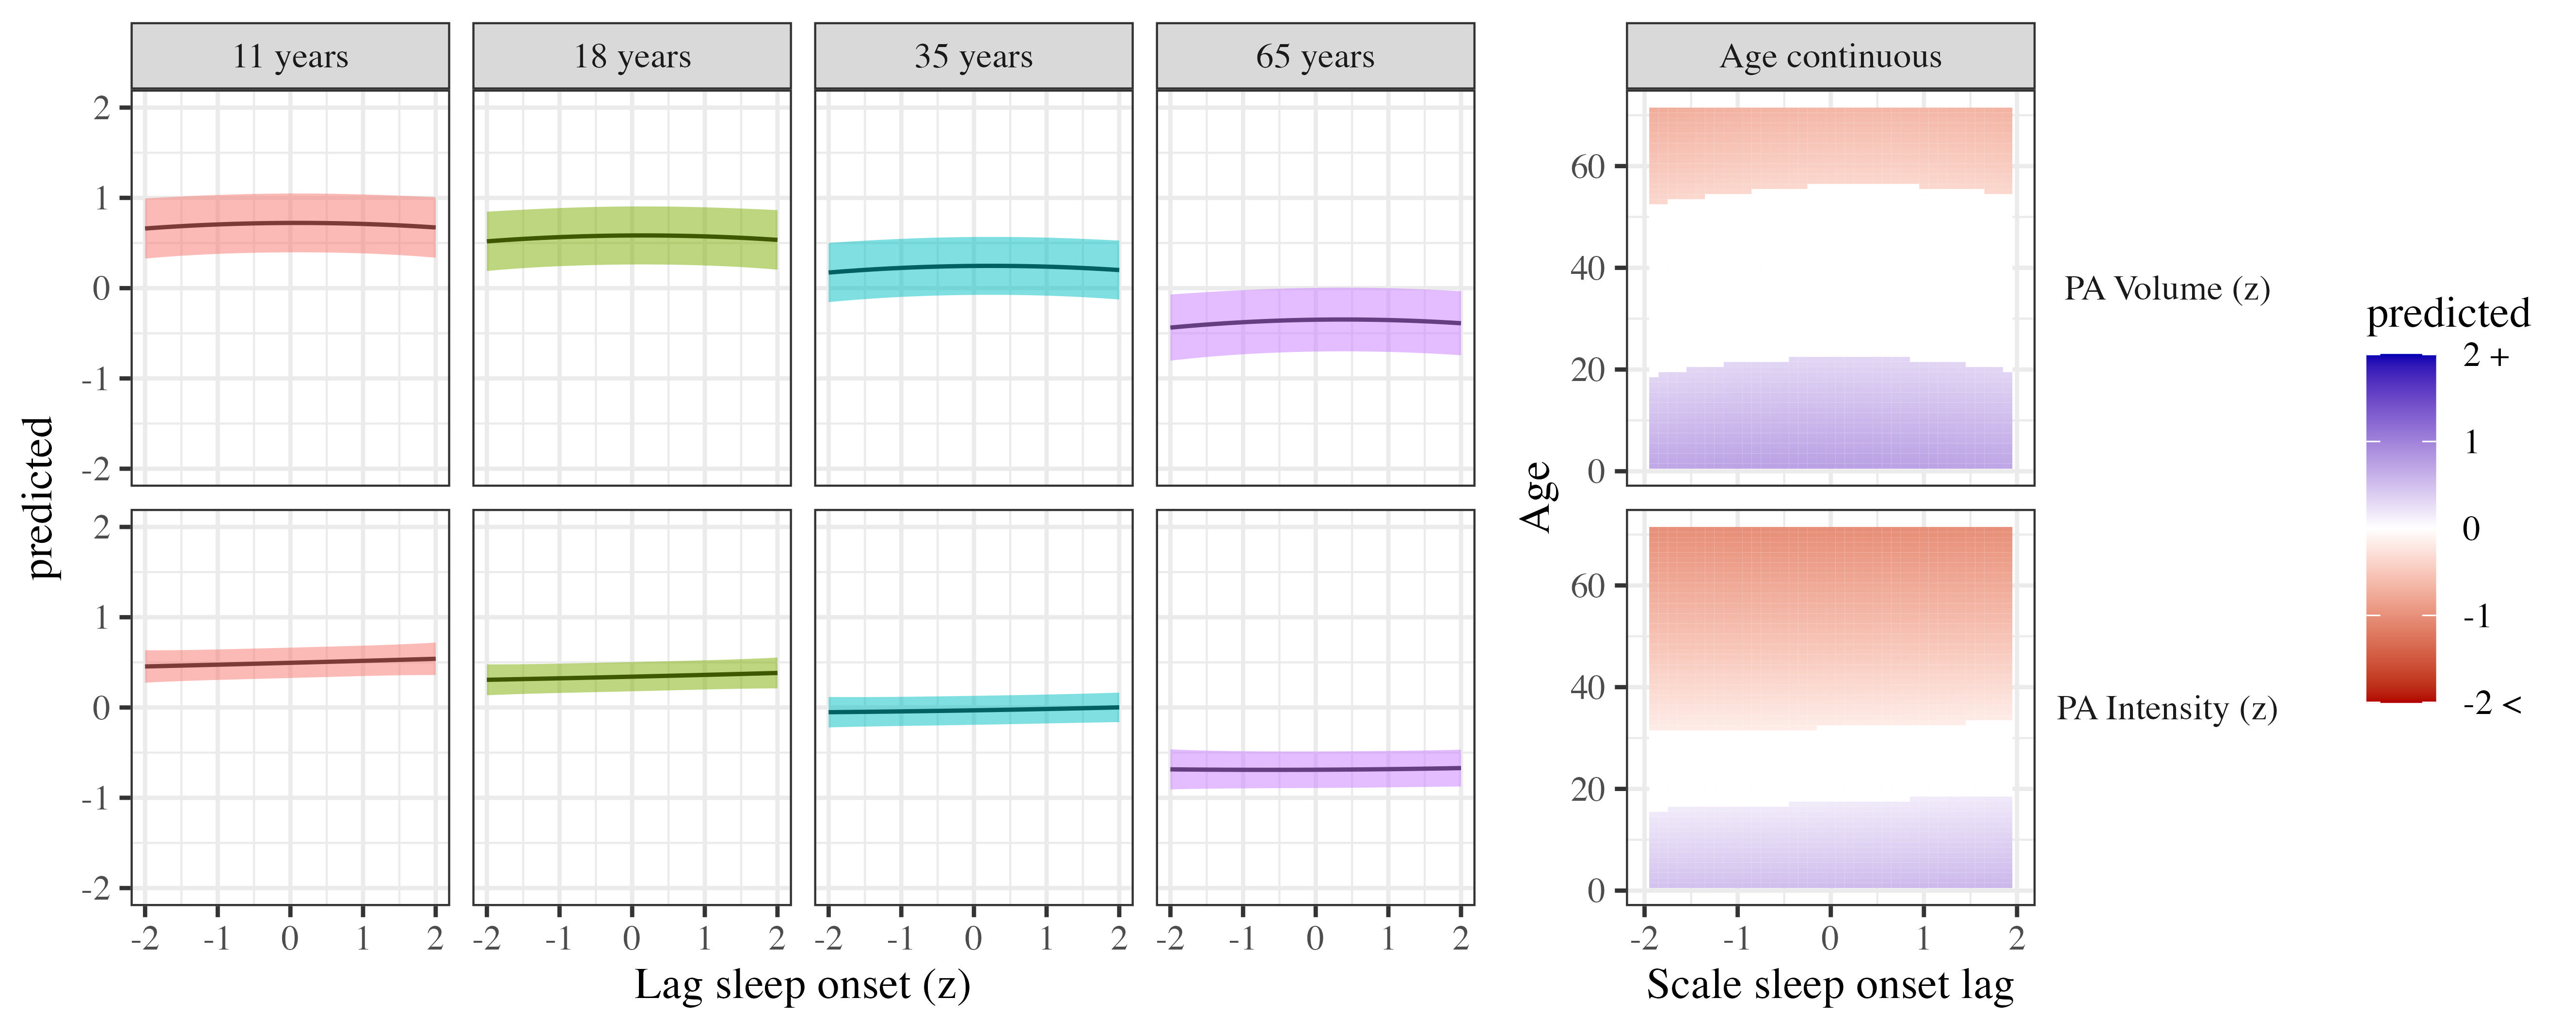 11 years 18 years 35 years 65 years Age continuous
2
1
0
-1
-2
2
1
0
-1
-2
predicted
-2 -1 0 1 2 -2 -1 0 1 2 -2 -1 0 1 2 -2 -1 0 1 2
Lag sleep onset (z)
60
40
20
0
60
40
20
0
Age
-2 -1 0 1 2
Scale sleep onset lag
PA Volume (z)
PA Intensity (z)
predicted
2 +
1
0
-1
-2 <